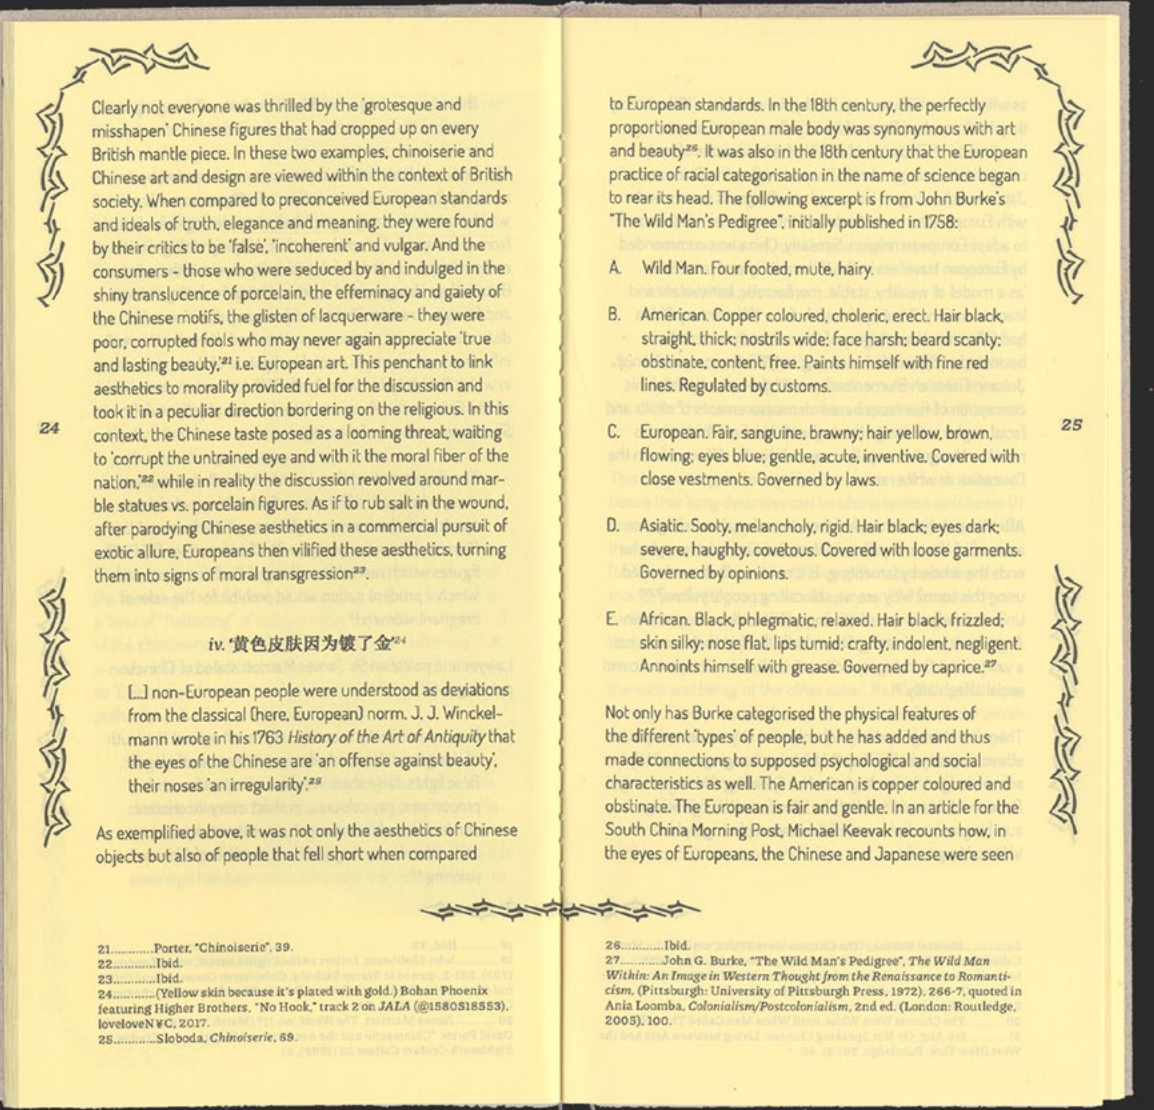 Clearly not everyone was thrilled by the 'grotesque and
misshapen' Chinese figures that had cropped up on every
British mantle piece. In these two examples, chinoiserie and
Chinese art and design are viewed within the context of British
society. When compared to preconceived European standards
and ideals of truth, elegance and meaning, they were found
by their critics to be 'false', 'incoherent' and vulgar. And the
consumers - those who were seduced by and indulged in the
shiny translucence of porcelain, the effeminacy and gaiety of
the Chinese motifs, the glisten of lacquerware - they were
poor, corrupted fools who may never again appreciate 'true
and lasting beauty,'²¹ i.e. European art. This penchant to link
aesthetics to morality provided fuel for the discussion and
took it in a peculiar direction bordering on the religious. In this
context, the Chinese taste posed as a looming threat, waiting
to 'corrupt the untrained eye and with it the moral fiber of the
nation,'²² while in reality the discussion revolved around mar-
ble statues vs. porcelain figures. As if to rub salt in the wound,
after parodying Chinese aesthetics in a commercial pursuit of
exotic allure, Europeans then vilified these aesthetics, turning
them into signs of moral transgression²³.
24
iv. '黄色皮肤因为镀了金'²⁴
[...] non-European people were understood as deviations
from the classical (here, European) norm. J. J. Winckel-
mann wrote in his 1763 History of the Art of Antiquity that
the eyes of the Chinese are 'an offense against beauty',
their noses 'an irregularity'.²⁵
As exemplified above, it was not only the aesthetics of Chinese
objects but also of people that fell short when compared
21............Porter, "Chinoiserie", 39.
22............Ibid.
23............Ibid.
24............(Yellow skin because it's plated with gold.) Bohan Phoenix
featuring Higher Brothers, "No Hook," track 2 on JALA (@1580518553),
loveloveN¥C, 2017.
25............Sloboda, Chinoiserie, 69.
to European standards. In the 18th century, the perfectly
proportioned European male body was synonymous with art
and beauty²⁶. It was also in the 18th century that the European
practice of racial categorisation in the name of science began
to rear its head. The following excerpt is from John Burke's
"The Wild Man's Pedigree", initially published in 1758:
A. Wild Man. Four footed, mute, hairy.
B. American. Copper coloured, choleric, erect. Hair black,
straight, thick; nostrils wide; face harsh; beard scanty;
obstinate, content, free. Paints himself with fine red
lines. Regulated by customs.
C. European. Fair, sanguine, brawny; hair yellow, brown,
flowing; eyes blue; gentle, acute, inventive. Covered with
close vestments. Governed by laws.
D. Asiatic. Sooty, melancholy, rigid. Hair black; eyes dark;
severe, haughty, covetous. Covered with loose garments.
Governed by opinions.
E. African. Black, phlegmatic, relaxed. Hair black, frizzled;
skin silky; nose flat, lips tumid; crafty, indolent, negligent.
Annoints himself with grease. Governed by caprice.²⁷
Not only has Burke categorised the physical features of
the different 'types' of people, but he has added and thus
made connections to supposed psychological and social
characteristics as well. The American is copper coloured and
obstinate. The European is fair and gentle. In an article for the
South China Morning Post, Michael Keevak recounts how, in
the eyes of Europeans, the Chinese and Japanese were seen
25
26............Ibid.
27............John G. Burke, "The Wild Man's Pedigree", The Wild Man
Within: An Image in Western Thought from the Renaissance to Romanti-
cism, (Pittsburgh: University of Pittsburgh Press, 1972), 266-7, quoted in
Ania Loomba, Colonialism/Postcolonialism, 2nd ed. (London: Routledge,
2005), 100.